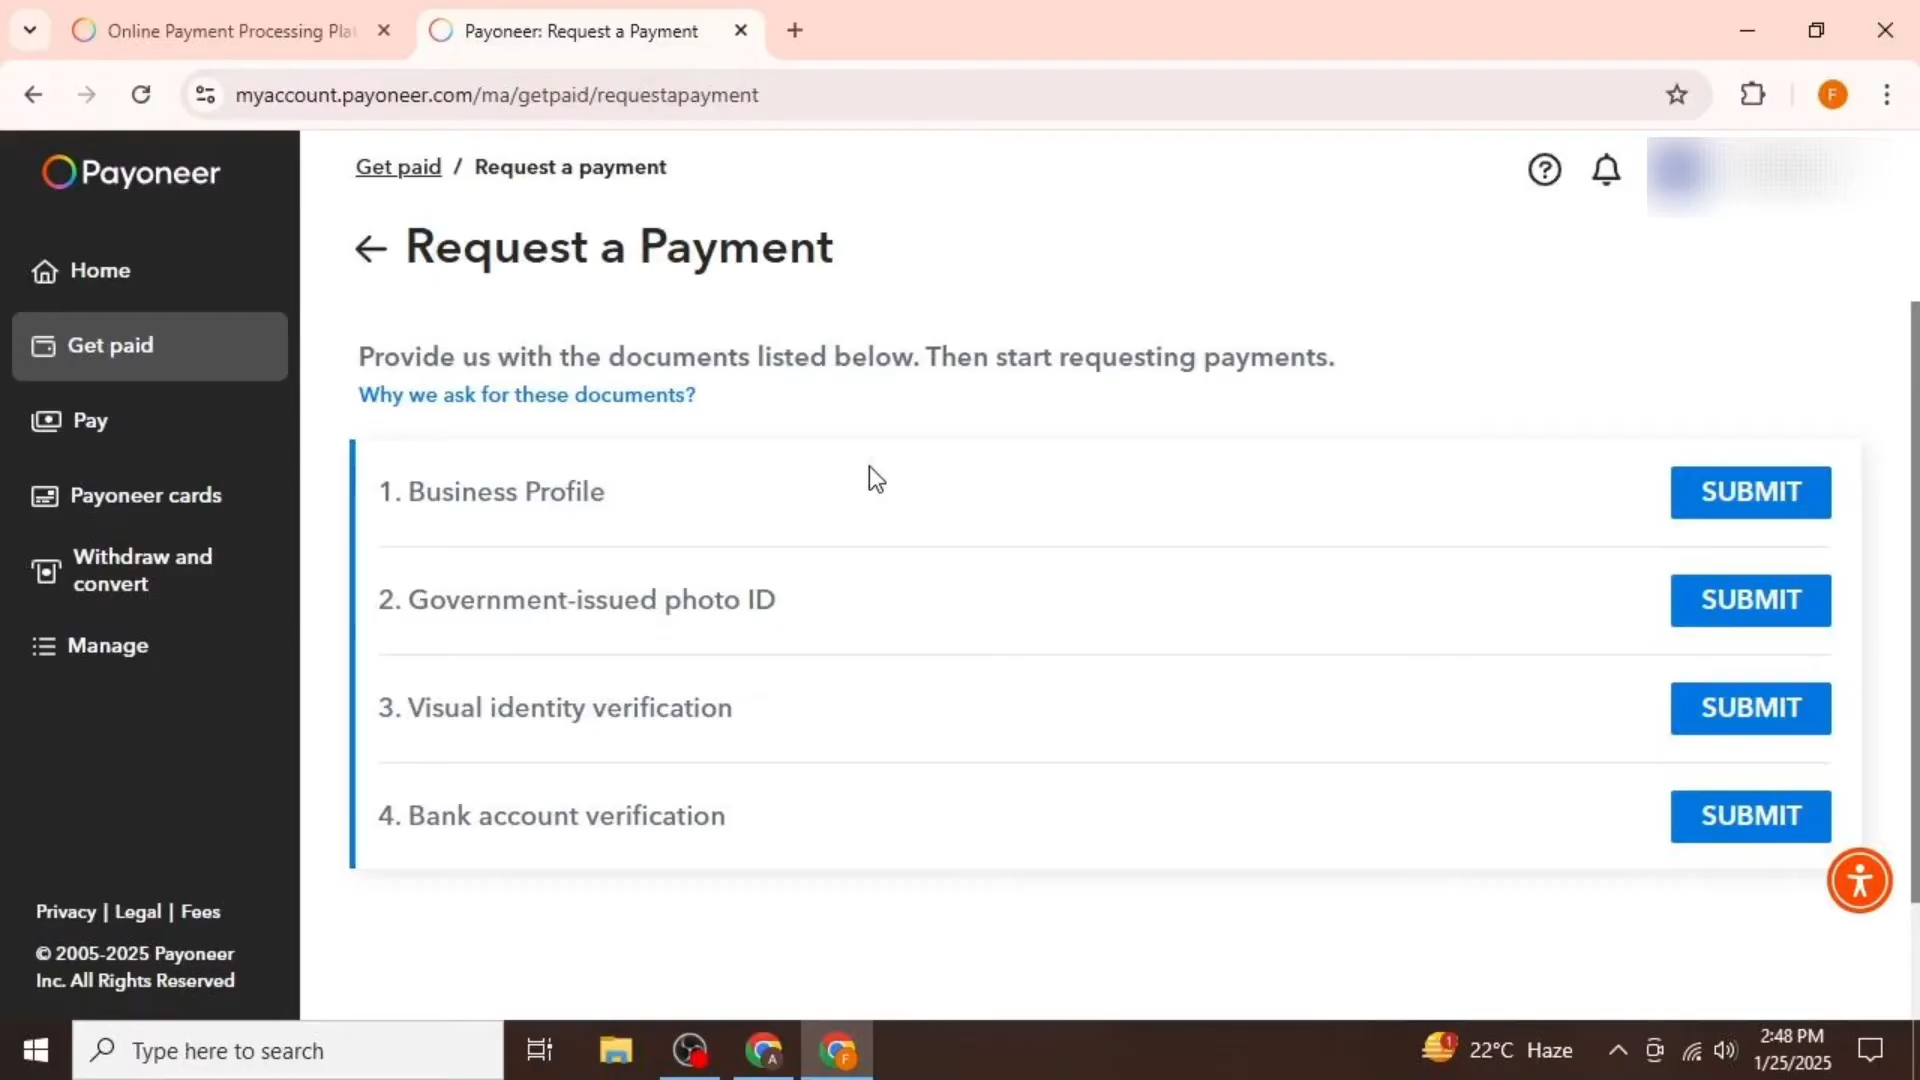 Online Payment Processing Pla
Payoneer: Request a Payment
myaccount.payoneer.com/ma/getpaid/requestapayment
F
Payoneer
Get paid / Request a payment
Request a Payment
Home
Get paid
Pay
Payoneer cards
Withdraw and
convert
Manage
Provide us with the documents listed below. Then start requesting payments.
Why we ask for these documents?
1. Business Profile
SUBMIT
2. Government-issued photo ID
SUBMIT
3. Visual identity verification
SUBMIT
4. Bank account verification
SUBMIT
Privacy | Legal | Fees
© 2005-2025 Payoneer
Inc. All Rights Reserved
Type here to search
A
F
1
22°C Haze
2:48 PM
1/25/2025